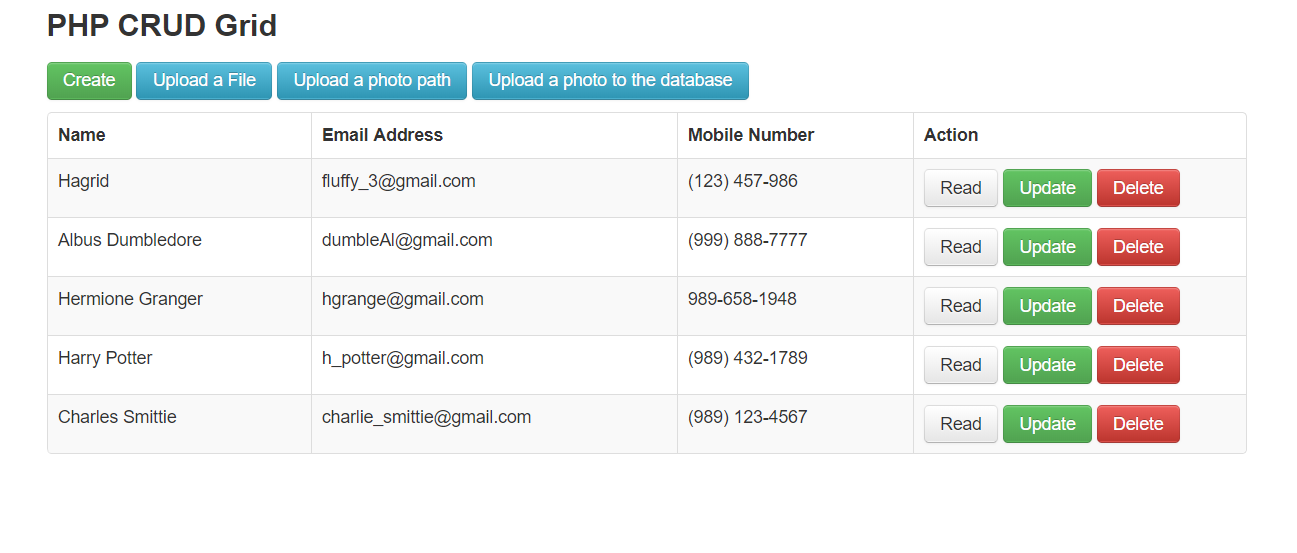 PHP CRUD Grid
Create Upload a File Upload a photo path Upload a photo to the database
Name Email Address Mobile Number Action
Hagrid fluffy_3@gmail.com (123) 457-986 Read Update Delete
Albus Dumbledore dumbleAl@gmail.com (999) 888-7777 Read Update Delete
Hermione Granger hgrange@gmail.com 989-658-1948 Read Update Delete
Harry Potter h_potter@gmail.com (989) 432-1789 Read Update Delete
Charles Smittie charlie_smittie@gmail.com (989) 123-4567 Read Update Delete